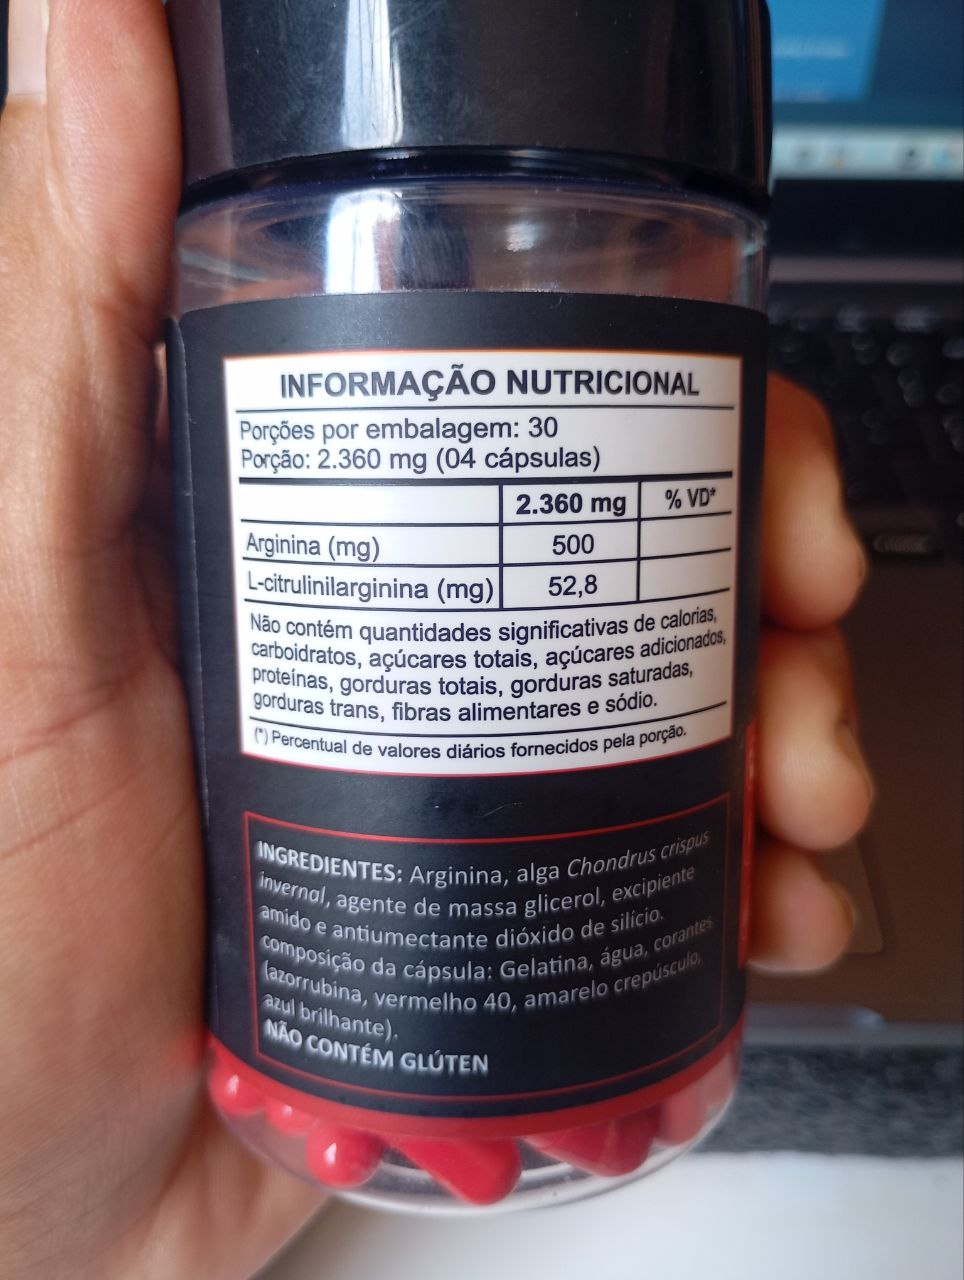 INFORMAÇÃO NUTRICIONAL
Porções por embalagem: 30
Porção: 2.360 mg (04 cápsulas)
2.360 mg % VD*
Arginina (mg) 500
L-citrulinilarginina (mg) 52,8
Não contém quantidades significativas de calorias,
carboidratos, açúcares totais, açúcares adicionados,
proteínas, gorduras totais, gorduras saturadas,
gorduras trans, fibras alimentares e sódio.
(*) Percentual de valores diários fornecidos pela porção.
INGREDIENTES: Arginina, alga Chondrus crispus
invernal, agente de massa glicerol, excipiente
amido e antiumectante dióxido de silício.
composição da cápsula: Gelatina, água, corantes
(azorrubina, vermelho 40, amarelo crepúsculo,
azul brilhante).
NÃO CONTÉM GLÚTEN